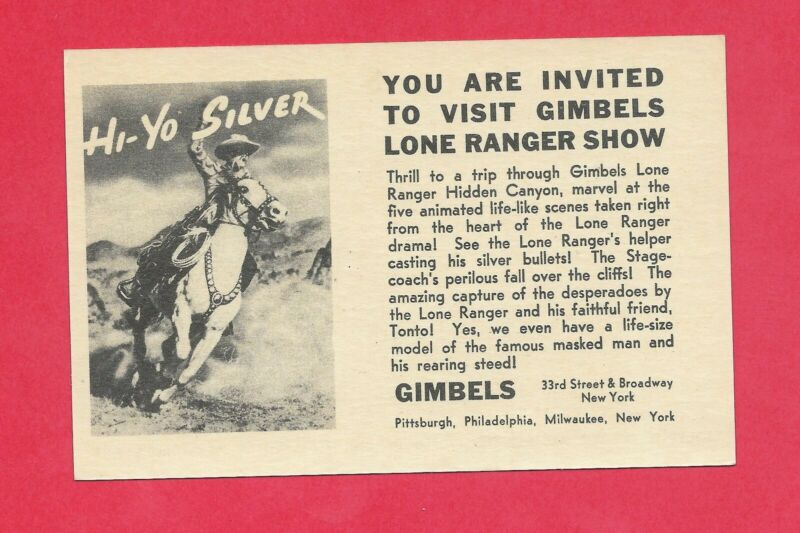 HI-YO SILVER
YOU ARE INVITED
TO VISIT GIMBELS
LONE RANGER SHOW
Thrill to a trip through Gimbels Lone
Ranger Hidden Canyon, marvel at the
five animated life-like scenes taken right
from the heart of the Lone Ranger
drama! See the Lone Ranger's helper
casting his silver bullets! The Stage-
coach's perilous fall over the cliffs! The
amazing capture of the desperadoes by
the Lone Ranger and his faithful friend,
Tonto! Yes, we even have a life-size
model of the famous masked man and
his rearing steed!
GIMBELS 33rd Street & Broadway
New York
Pittsburgh, Philadelphia, Milwaukee, New York